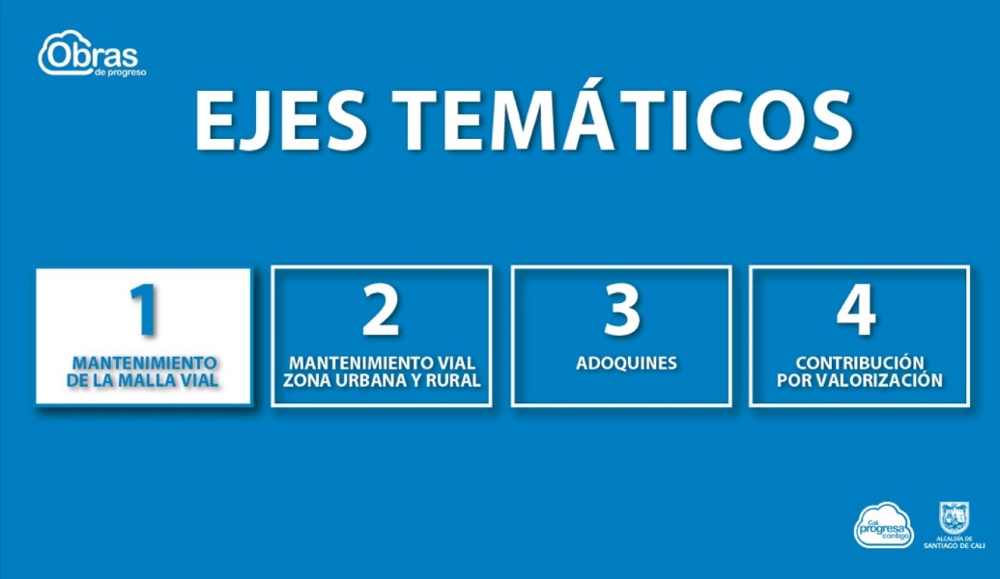 Obras
de progreso
EJES TEMÁTICOS
1
MANTENIMIENTO
DE LA MALLA VIAL
2
MANTENIMIENTO VIAL
ZONA URBANA Y RURAL
3
ADOQUINES
4
CONTRIBUCIÓN
POR VALORIZACIÓN
Cali
progresa
contigo
ALCALDÍA DE
SANTIAGO DE CALI